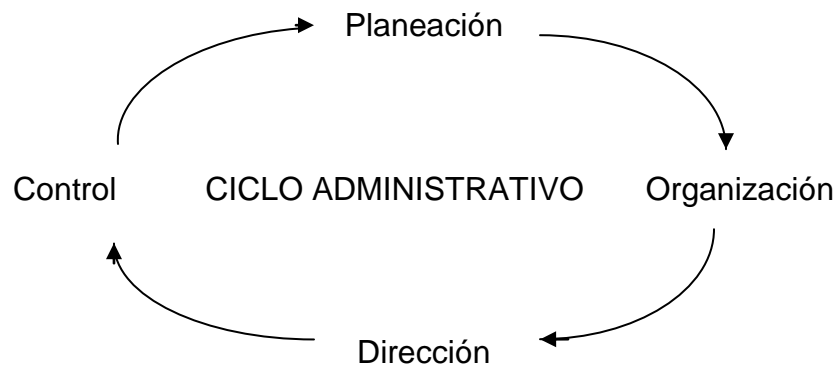 Planeación
Control
CICLO ADMINISTRATIVO
Organización
Dirección